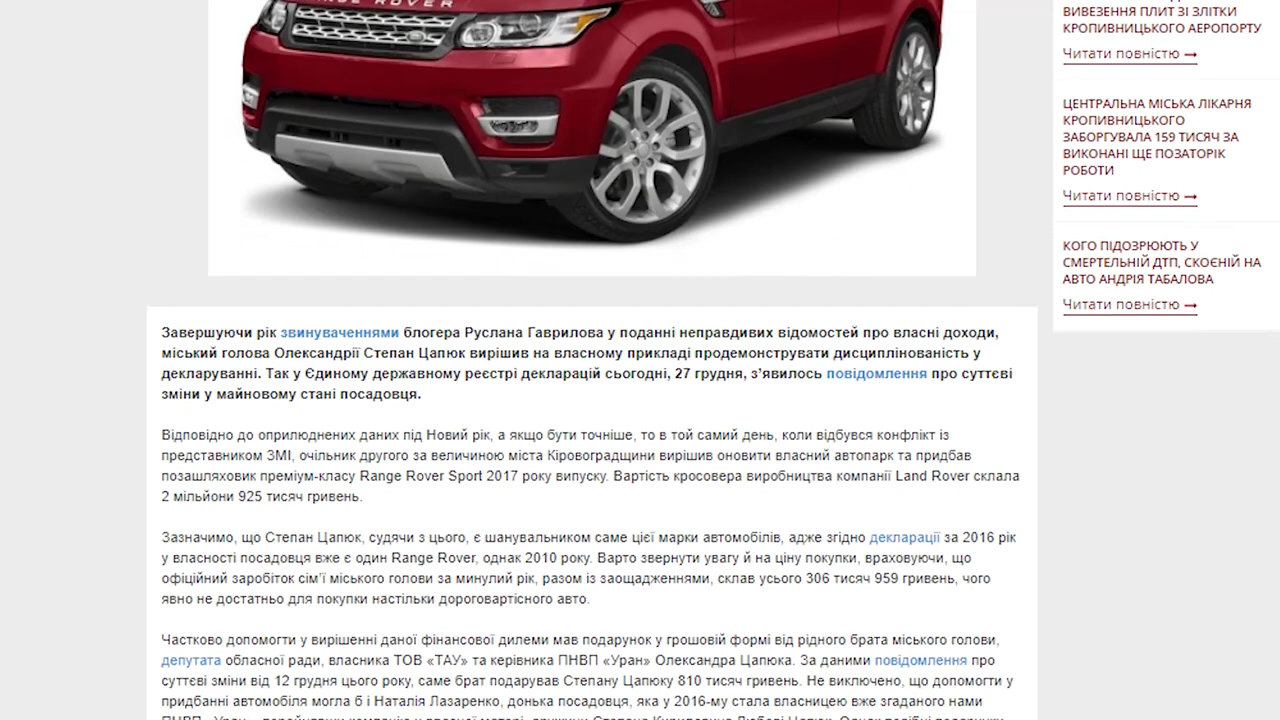 RANGE ROVER
Завершуючи рік звинуваченнями блогера Руслана Гаврилова у поданні неправдивих відомостей про власні доходи,
міський голова Олександрії Степан Цапюк вирішив на власному прикладі продемонструвати дисциплінованість у
декларуванні. Так у Єдиному державному реєстрі декларацій сьогодні, 27 грудня, з’явилось повідомлення про суттєві
зміни у майновому стані посадовця.
Відповідно до оприлюднених даних під Новий рік, а якщо бути точніше, то в той самий день, коли відбувся конфлікт із
представником ЗМІ, очільник другого за величиною міста Кіровоградщини вирішив оновити власний автопарк та придбав
позашляховик преміум-класу Range Rover Sport 2017 року випуску. Вартість кросовера виробництва компанії Land Rover склала
2 мільйони 925 тисяч гривень.
Зазначимо, що Степан Цапюк, судячи з цього, є шанувальником саме цієї марки автомобілів, адже згідно декларації за 2016 рік
у власності посадовця вже є один Range Rover, однак 2010 року. Варто звернути увагу й на ціну покупки, враховуючи, що
офіційний заробіток сім’ї міського голови за минулий рік, разом із заощадженнями, склав усього 306 тисяч 959 гривень, чого
явно не достатньо для покупки настільки дороговартісного авто.
Частково допомогти у вирішенні даної фінансової дилеми мав подарунок у грошовій формі від рідного брата міського голови,
депутата обласної ради, власника ТОВ «ТАУ» та керівника ПНВП «Уран» Олександра Цапюка. За даними повідомлення про
суттєві зміни від 12 грудня цього року, саме брат подарував Степану Цапюку 810 тисяч гривень. Не виключено, що допомогти у
придбанні автомобіля могла б і Наталія Лазаренко, донька посадовця, яка у 2016-му стала власницею вже згаданого нами
ВИВЕЗЕННЯ ПЛИТ ЗІ ЗЛІТКИ
КРОПИВНИЦЬКОГО АЕРОПОРТУ
Читати повністю →
ЦЕНТРАЛЬНА МІСЬКА ЛІКАРНЯ
КРОПИВНИЦЬКОГО
ЗАБОРГУВАЛА 159 ТИСЯЧ ЗА
ВИКОНАНІ ЩЕ ПОЗАТОРІК
РОБОТИ
Читати повністю →
КОГО ПІДОЗРЮЮТЬ У
СМЕРТЕЛЬНІЙ ДТП, СКОЄНІЙ НА
АВТО АНДРІЯ ТАБАЛОВА
Читати повністю →